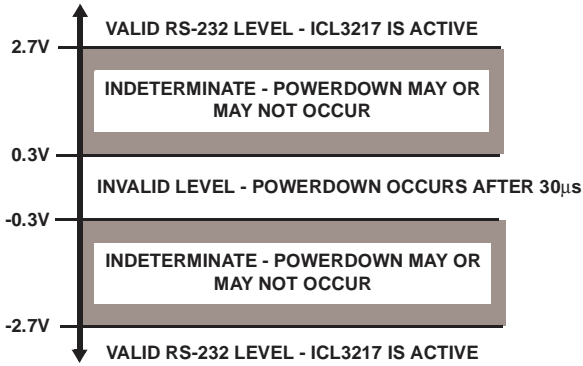 VALID RS-232 LEVEL - ICL3217 IS ACTIVE
2.7V
INDETERMINATE - POWERDOWN MAY OR
MAY NOT OCCUR
0.3V
INVALID LEVEL - POWERDOWN OCCURS AFTER 30μs
-0.3V
INDETERMINATE - POWERDOWN MAY OR
MAY NOT OCCUR
-2.7V
VALID RS-232 LEVEL - ICL3217 IS ACTIVE